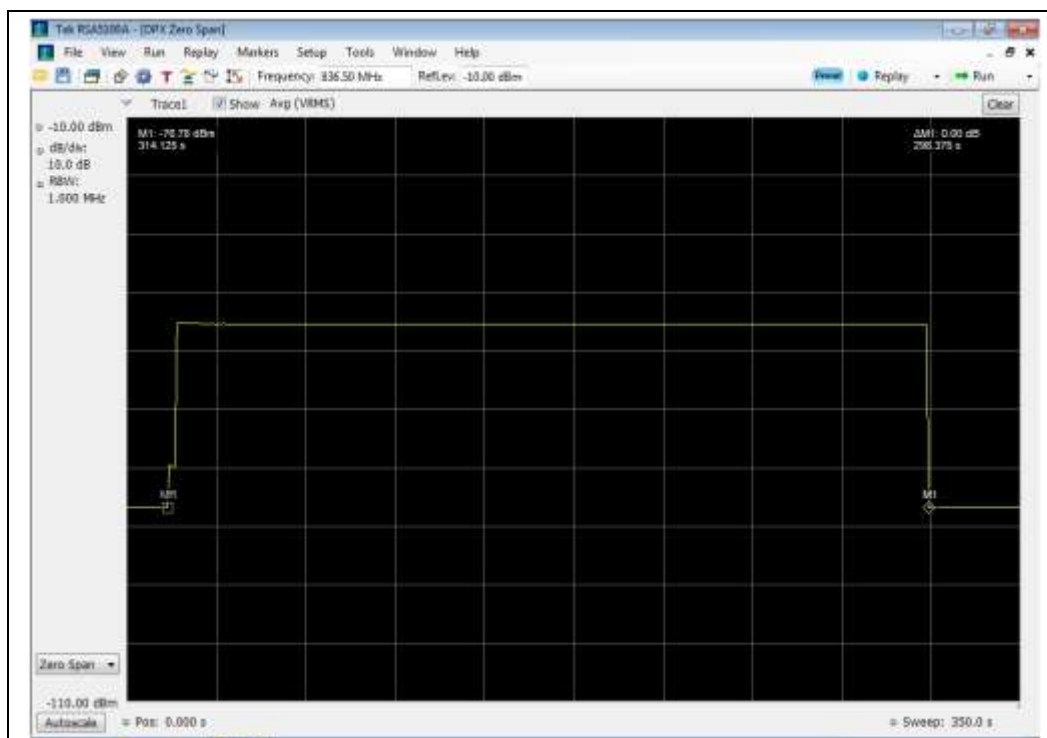 Tek RSA5100A - [DPX Zero Span]
File View Run Replay Markers Setup Tools Window Help
Frequency: 836.50 MHz RefLev: -10.00 dBm Preset Replay Run
Trace1 Show Avg (VRMS) Clear
-10.00 dBm
dB/div:
10.0 dB
RBW:
1.000 MHz
M1: -76.78 dBm
314.125 s
ΔM1: 0.00 dB
298.375 s
MR
M1
Zero Span
-110.00 dBm
Autoscale Pos: 0.000 s Sweep: 350.0 s